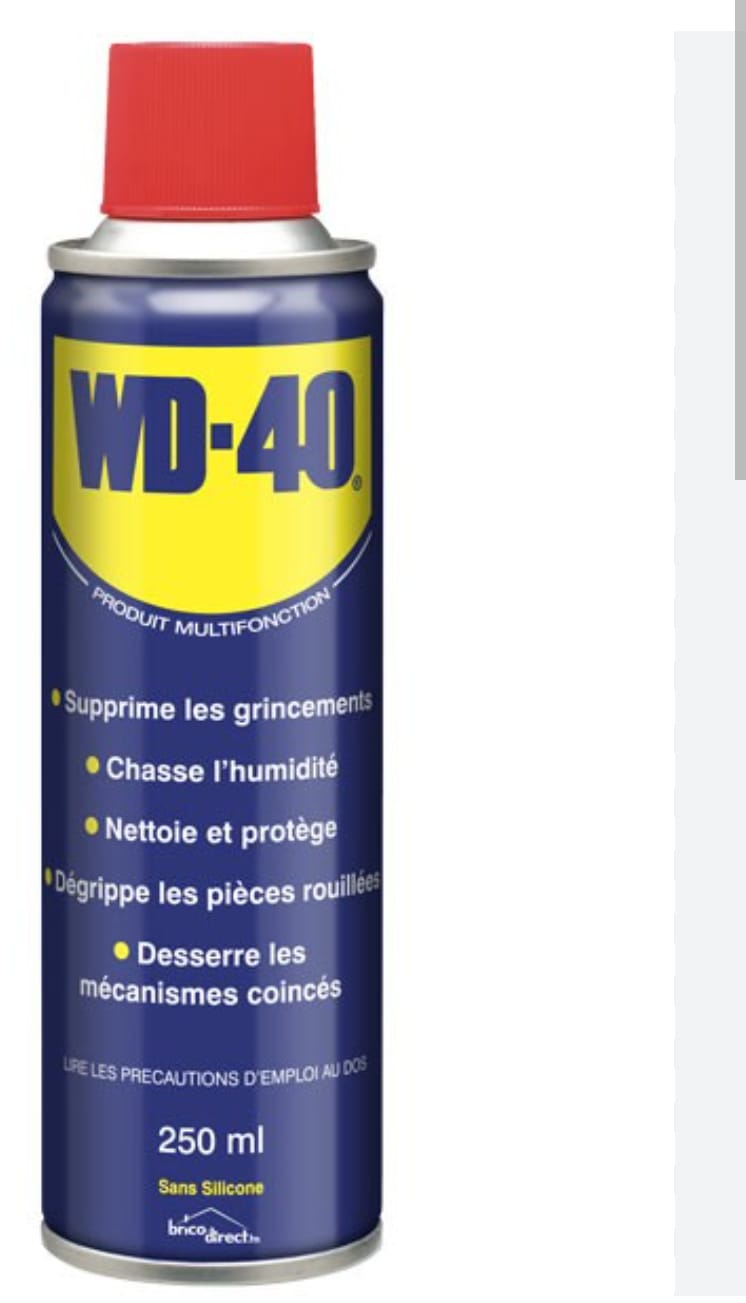 WD-40®
PRODUIT MULTIFONCTION
• Supprime les grincements
• Chasse l'humidité
• Nettoie et protège
• Dégrippe les pièces rouillées
• Desserre les
mécanismes coincés
LIRE LES PRECAUTIONS D'EMPLOI AU DOS
250 ml
Sans Silicone
brico
direct.tn